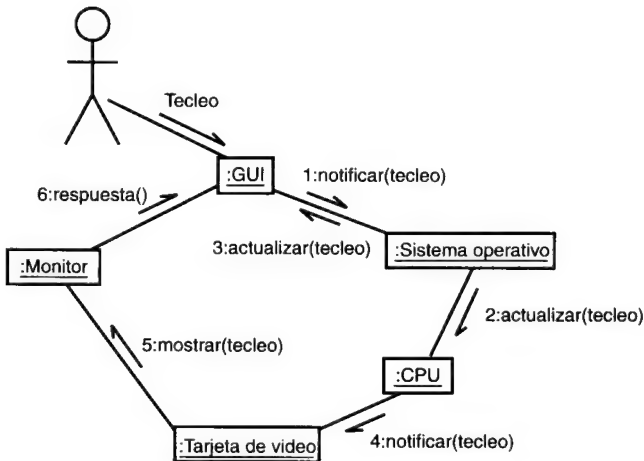 Tecleo
:GUI
1:notificar(tecleo)
6:respuesta()
3:actualizar(tecleo)
:Sistema operativo
:Monitor
2:actualizar(tecleo)
5:mostrar(tecleo)
:CPU
:Tarjeta de video
4:notificar(tecleo)